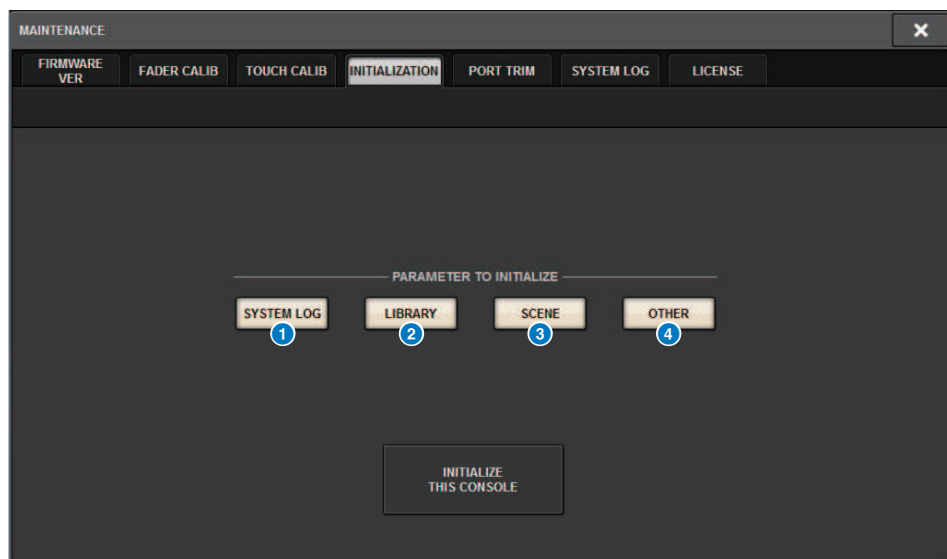 MAINTENANCE
FIRMWARE
VER
FADER CALIB
TOUCH CALIB
INITIALIZATION
PORT TRIM
SYSTEM LOG
LICENSE
PARAMETER TO INITIALIZE
SYSTEM LOG
LIBRARY
SCENE
OTHER
1
2
3
4
INITIALIZE
THIS CONSOLE